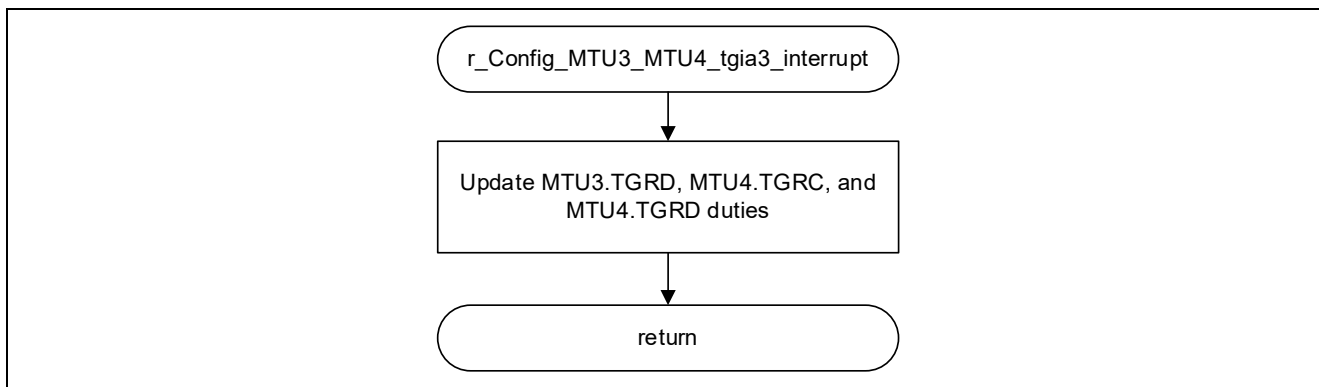 r_Config_MTU3_MTU4_tgia3_interrupt
Update MTU3.TGRD, MTU4.TGRC, and
MTU4.TGRD duties
return